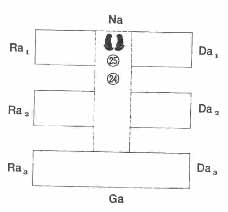 Na
Ra₁ Da₁
㉕
㉔
Ra₂ Da₂
Ra₃ Da₃
Ga